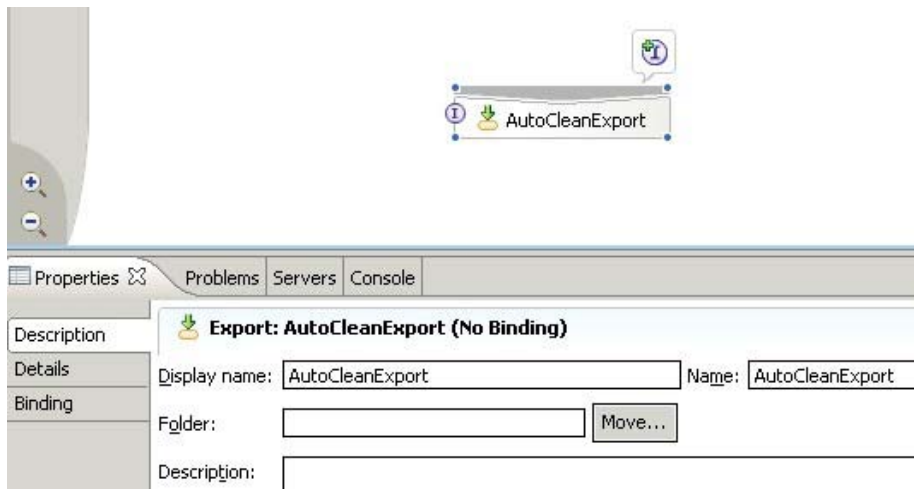 AutoCleanExport
Properties Problems Servers Console
Description
Export: AutoCleanExport (No Binding)
Details
Display name: AutoCleanExport Name: AutoCleanExport
Binding
Folder: Move...
Description: